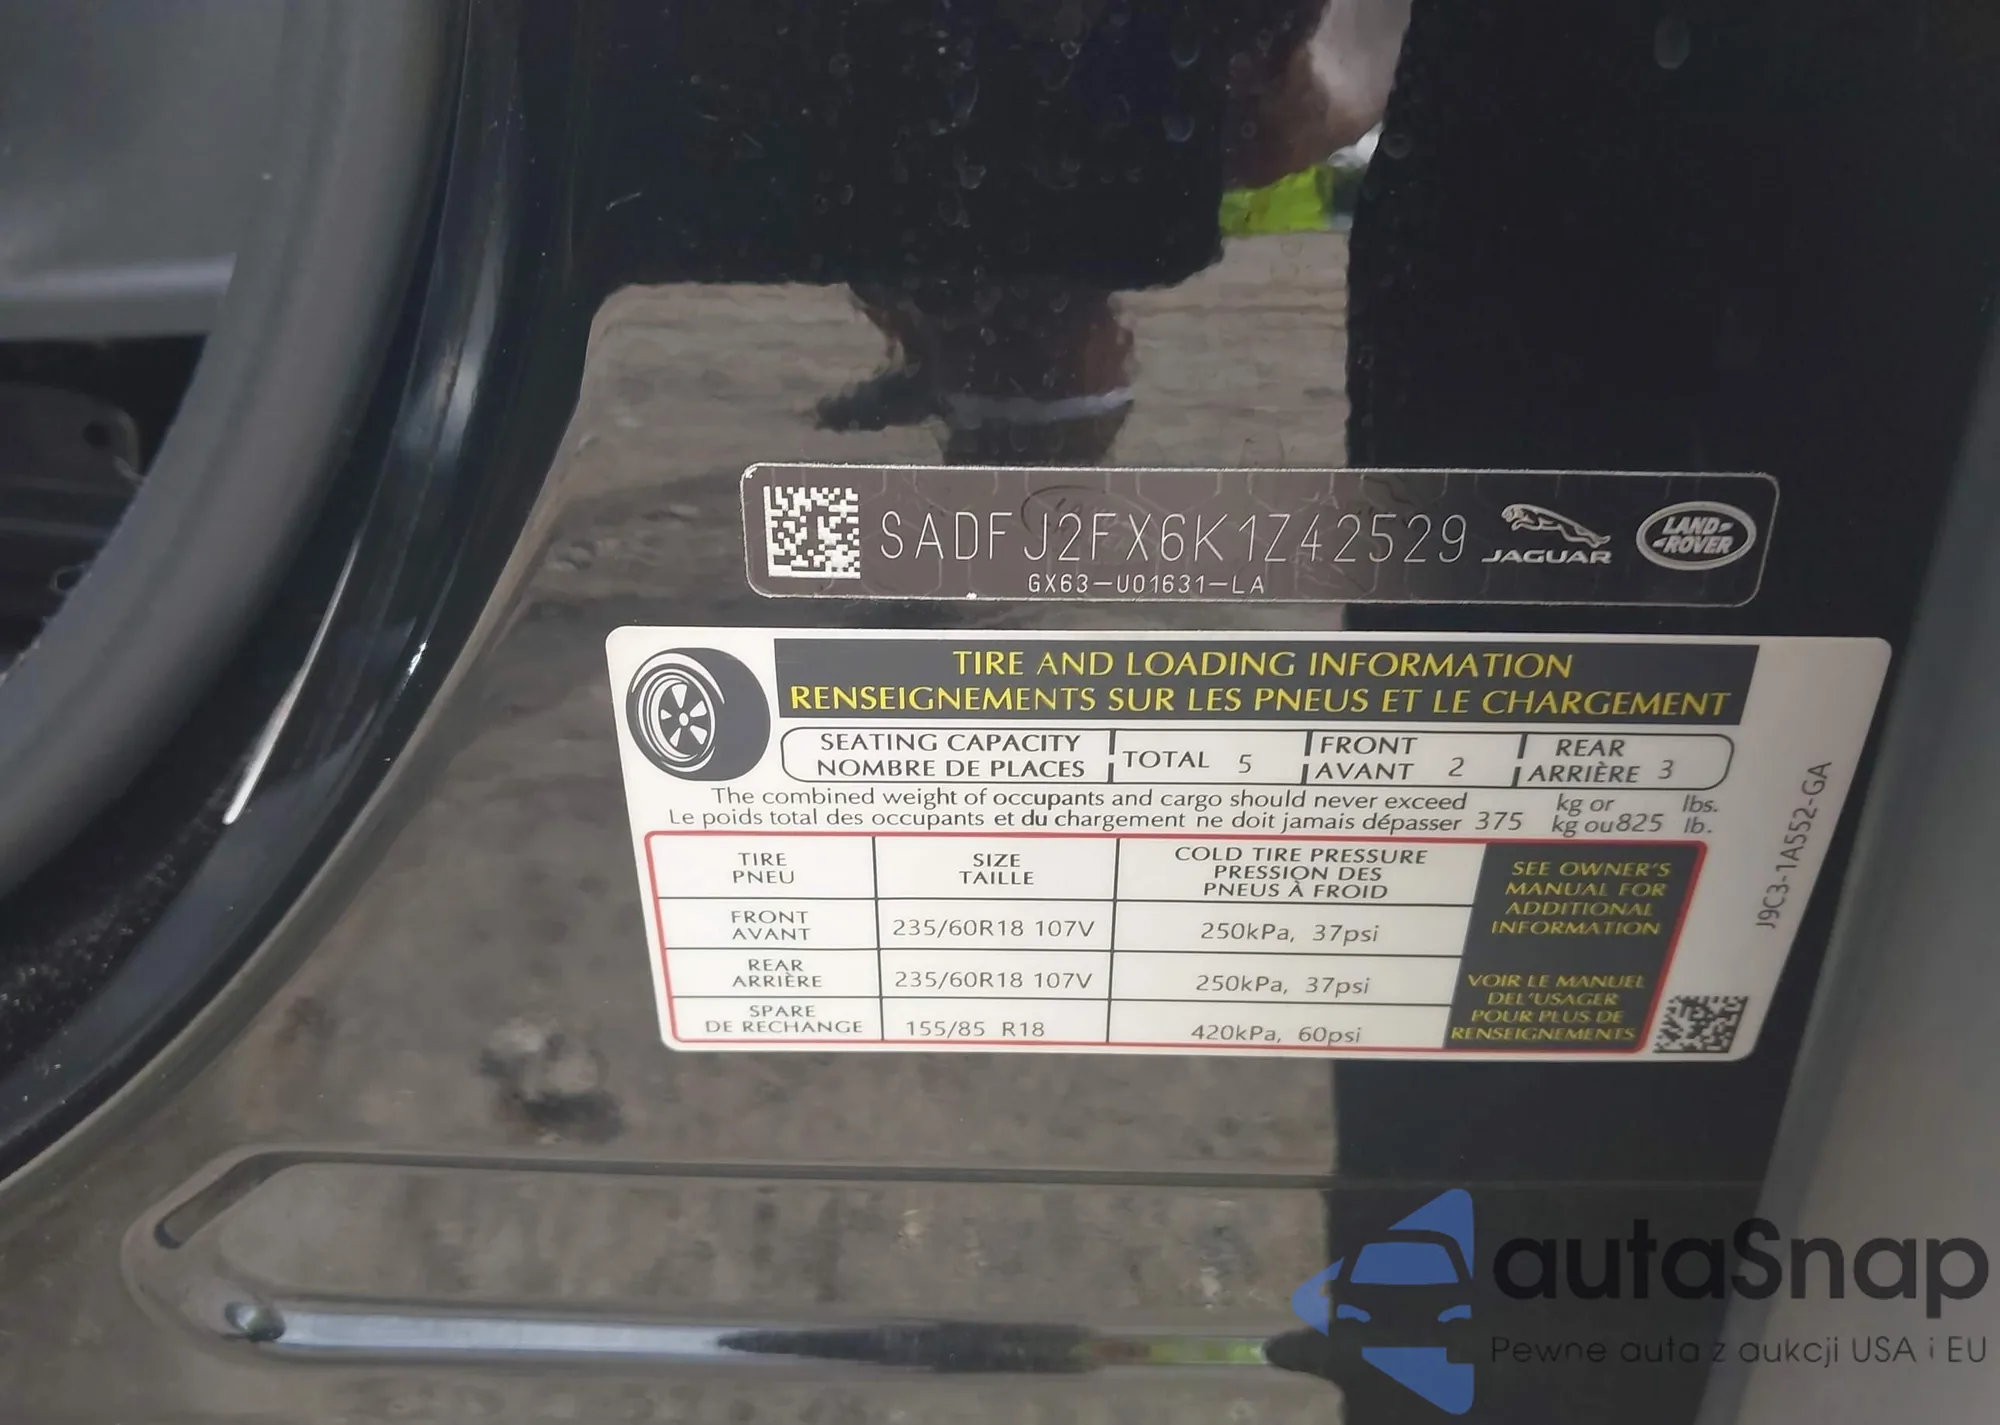 SADFJ2FX6K1Z42529
JAGUAR
LAND-
-ROVER
GX63-U01631-LA
TIRE AND LOADING INFORMATION
RENSEIGNEMENTS SUR LES PNEUS ET LE CHARGEMENT
SEATING CAPACITY
NOMBRE DE PLACES
TOTAL 5
FRONT
AVANT 2
REAR
ARRIÈRE 3
The combined weight of occupants and cargo should never exceed kg or lbs.
Le poids total des occupants et du chargement ne doit jamais dépasser 375 kg ou 825 lb.
TIRE
PNEU
SIZE
TAILLE
COLD TIRE PRESSURE
PRESSION DES
PNEUS À FROID
FRONT
AVANT
235/60R18 107V
250kPa, 37psi
REAR
ARRIÈRE
235/60R18 107V
250kPa, 37psi
SPARE
DE RECHANGE
155/85 R18
420kPa, 60psi
SEE OWNER'S
MANUAL FOR
ADDITIONAL
INFORMATION
VOIR LE MANUEL
DEL'USAGER
POUR PLUS DE
RENSEIGNEMENTS
J9C3-1A552-GA
autaSnap
Pewne auta z aukcji USA i EU